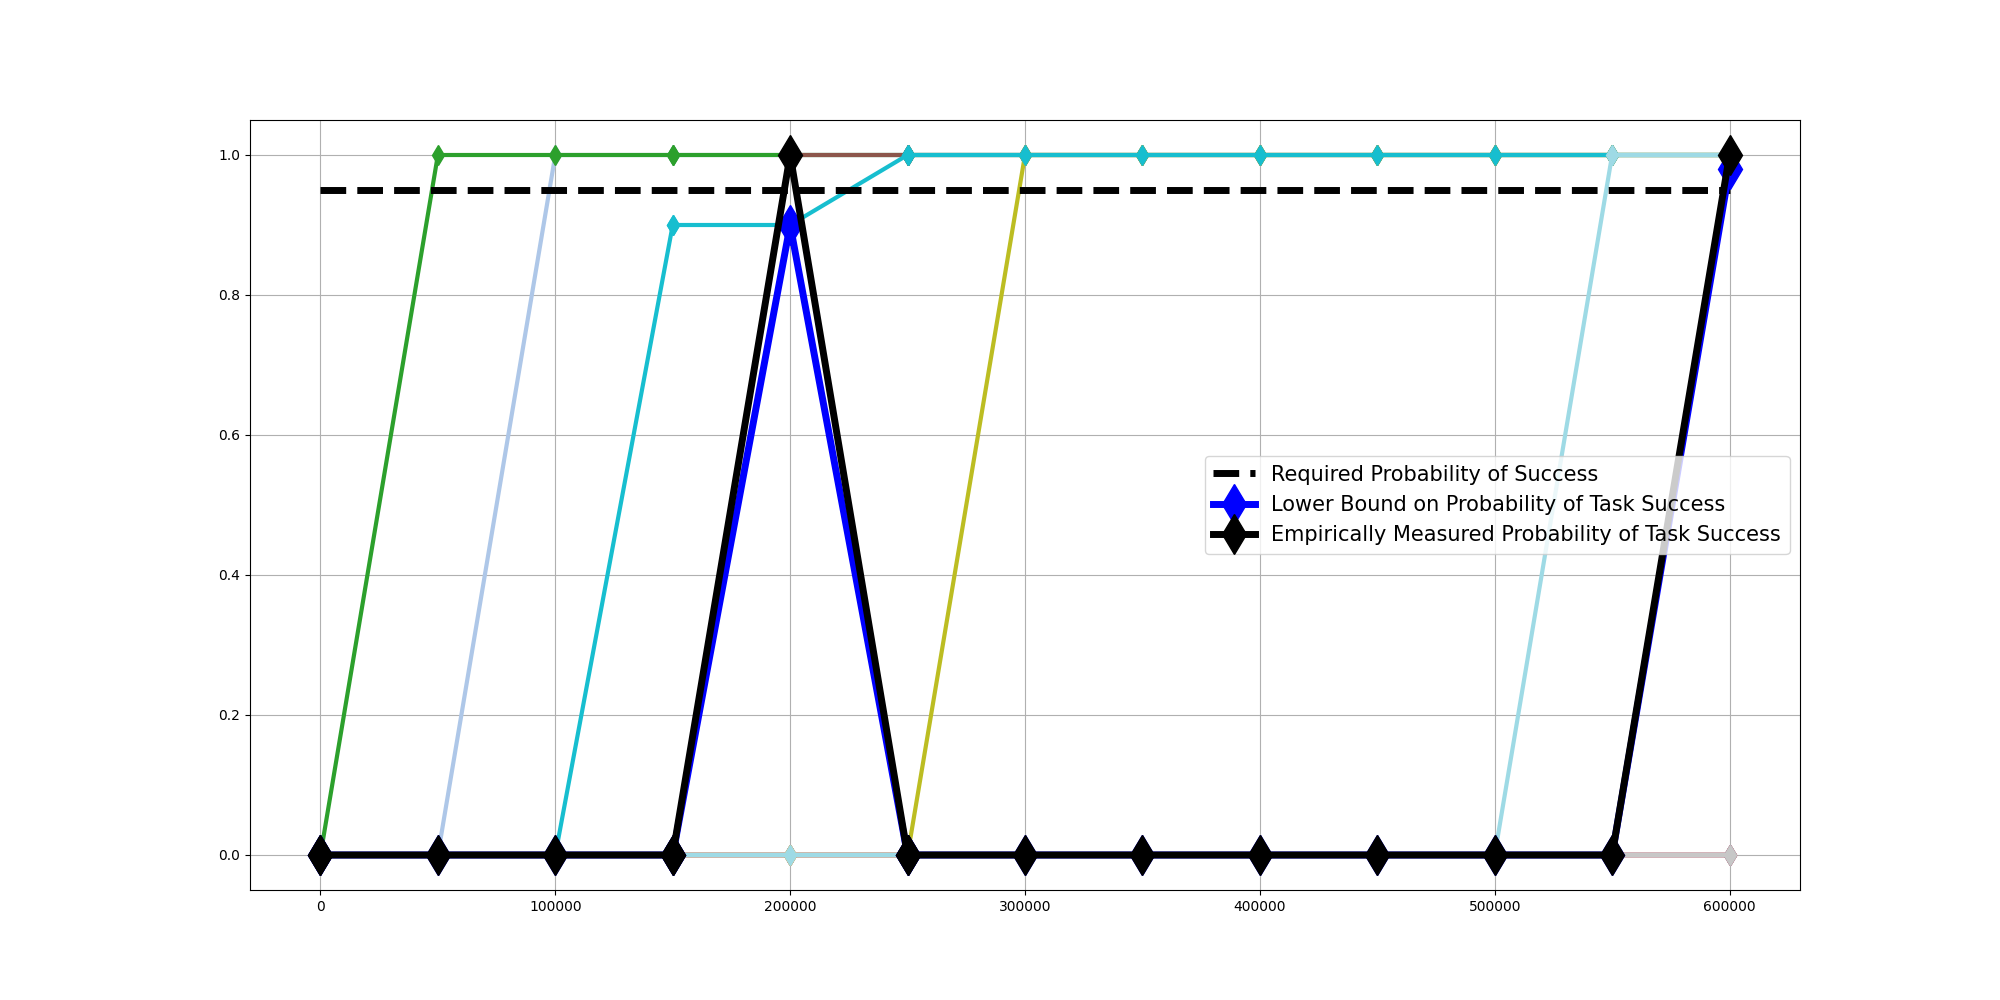 1.0
0.8
0.6
0.4
0.2
0.0
Required Probability of Success
Lower Bound on Probability of Task Success
Empirically Measured Probability of Task Success
0 100000 200000 300000 400000 500000 600000